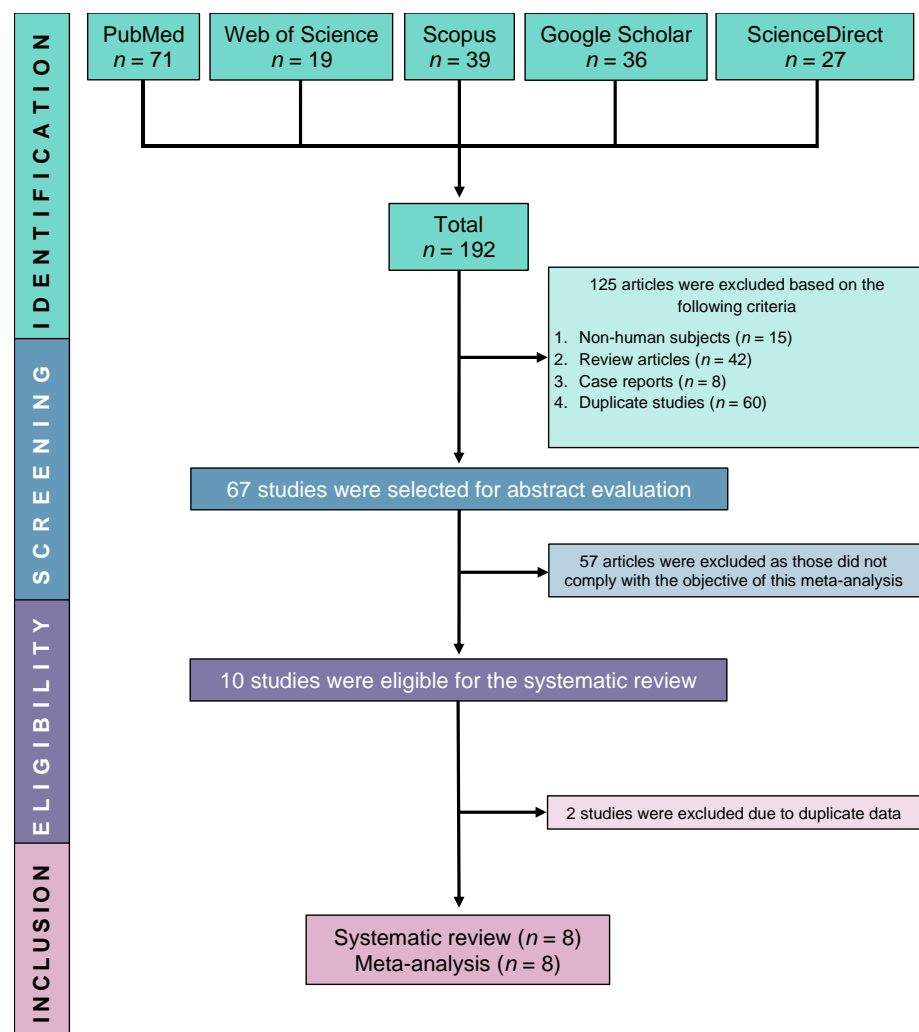 PubMed
n = 71
Web of Science
n = 19
Scopus
n = 39
Google Scholar
n = 36
ScienceDirect
n = 27
IDENTIFICATION
Total
n = 192
125 articles were excluded based on the
following criteria
1. Non-human subjects (n = 15)
2. Review articles (n = 42)
3. Case reports (n = 8)
4. Duplicate studies (n = 60)
SCREENING
67 studies were selected for abstract evaluation
57 articles were excluded as those did not
comply with the objective of this meta-analysis
ELIGIBILITY
10 studies were eligible for the systematic review
2 studies were excluded due to duplicate data
INCLUSION
Systematic review (n = 8)
Meta-analysis (n = 8)